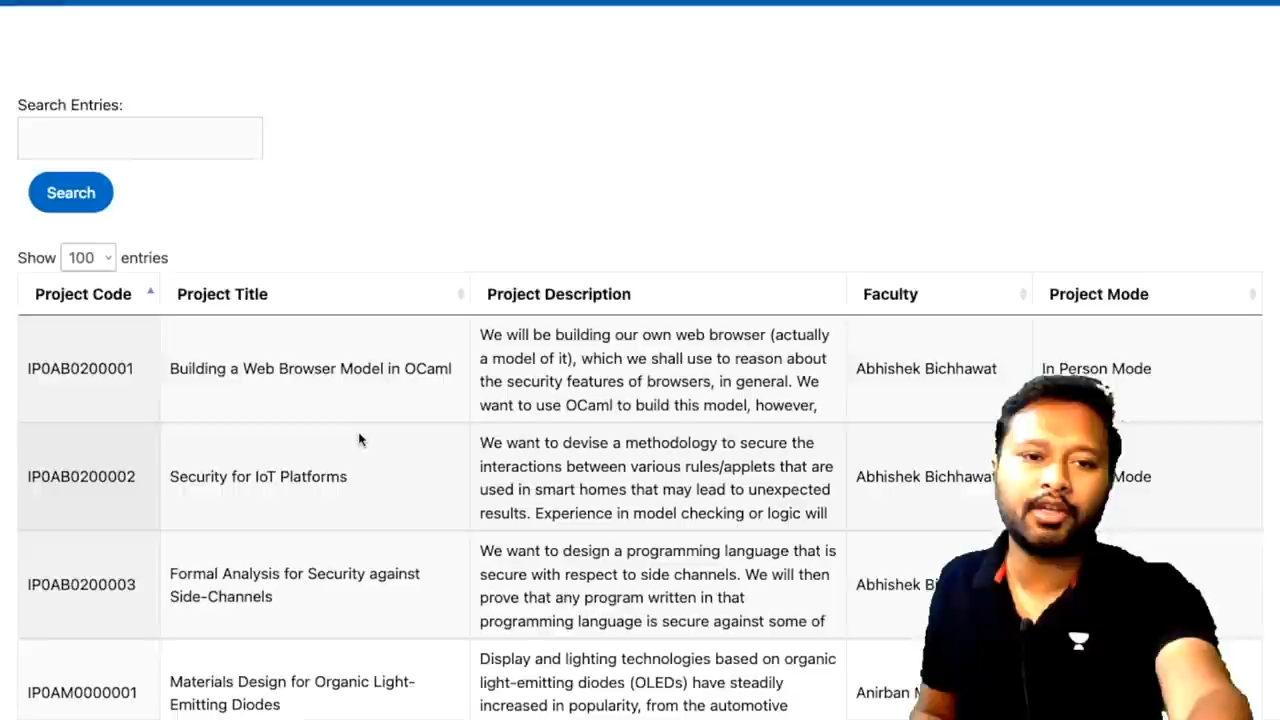 Search Entries:
Search
Show 100 entries
Project Code Project Title Project Description Faculty Project Mode
IP0AB0200001
Building a Web Browser Model in OCaml
We will be building our own web browser (actually
a model of it), which we shall use to reason about
the security features of browsers, in general. We
want to use OCaml to build this model, however,
Abhishek Bichhawat
In Person Mode
IP0AB0200002
Security for IoT Platforms
We want to devise a methodology to secure the
interactions between various rules/applets that are
used in smart homes that may lead to unexpected
results. Experience in model checking or logic will
Abhishek
Mode
IP0AB0200003
Formal Analysis for Security against
Side-Channels
We want to design a programming language that is
secure with respect to side channels. We will then
prove that any program written in that
programming language is secure against some of
Abhishek
IP0AM0000001
Materials Design for Organic Light-
Emitting Diodes
Display and lighting technologies based on organic
light-emitting diodes (OLEDs) have steadily
increased in popularity, from the automotive
Anirban